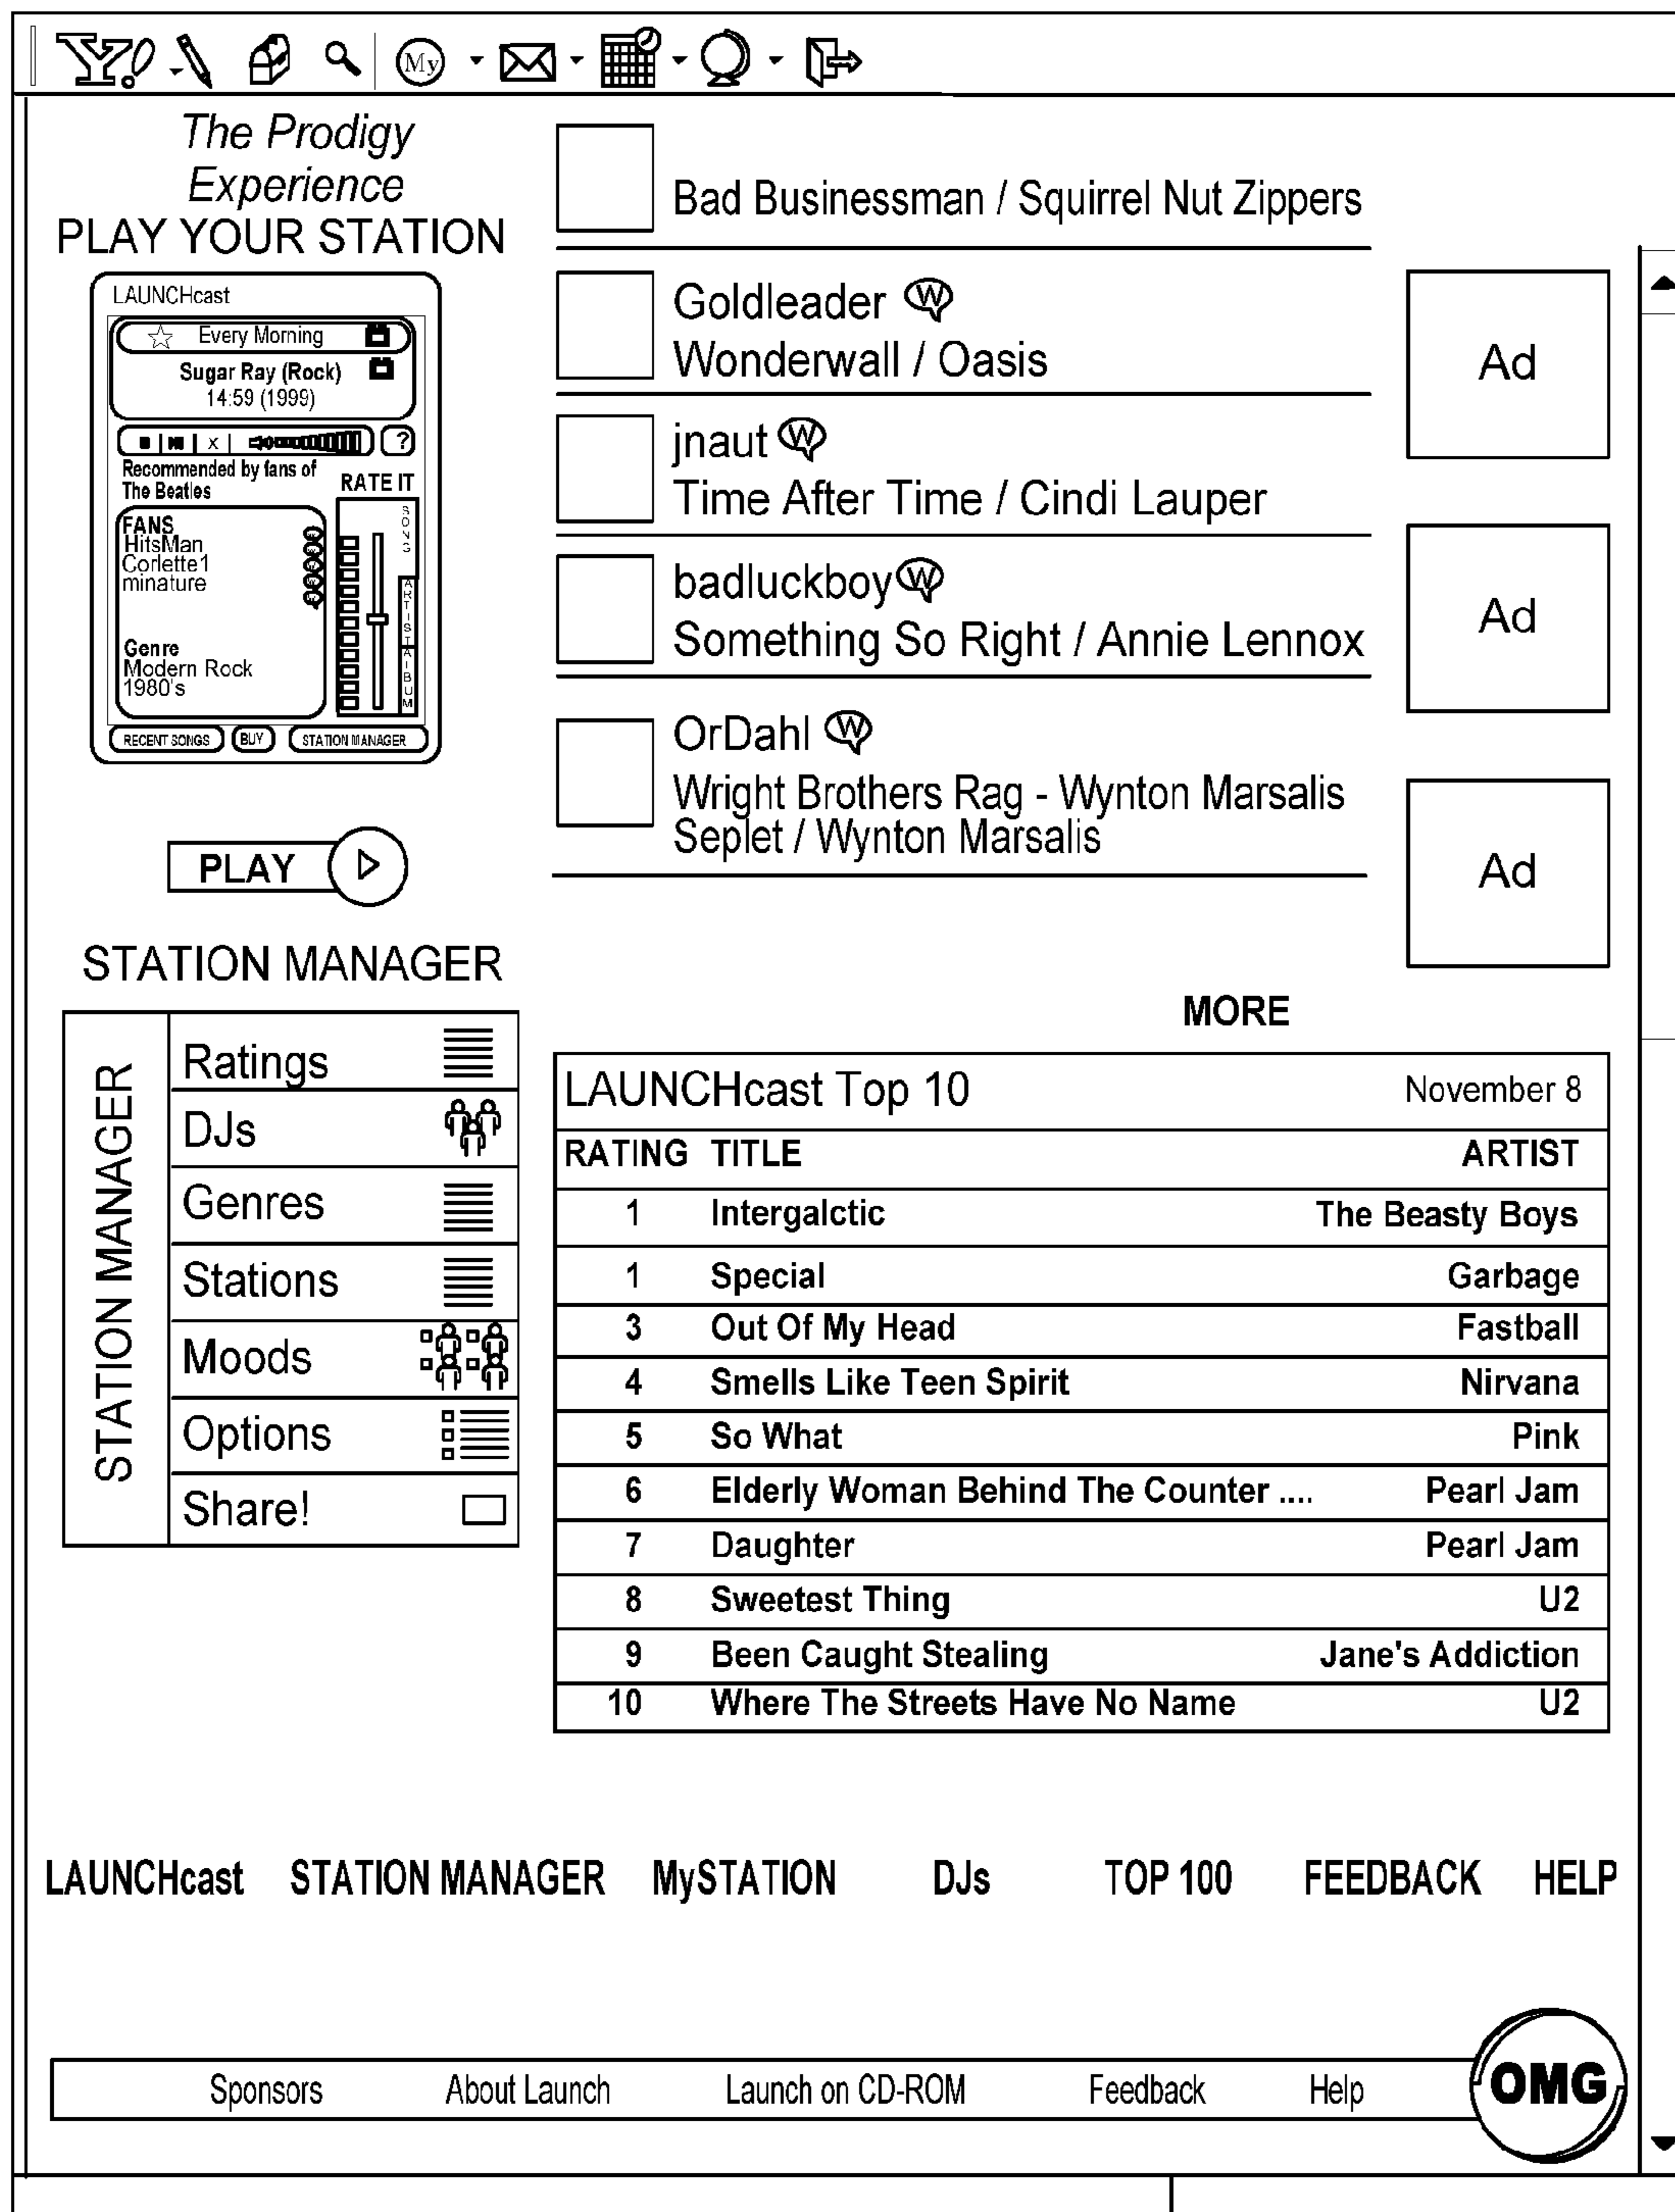 Y!
My
The Prodigy
Experience
PLAY YOUR STATION
LAUNCHcast
Every Morning
Sugar Ray (Rock)
14:59 (1999)
x
?
Recommended by fans of
The Beatles
RATE IT
FANS
HitsMan
Corlette1
minature
Genre
Modern Rock
1980's
SONG
ARTIST
ALBUM
RECENT SONGS BUY STATION MANAGER
PLAY
STATION MANAGER
STATION MANAGER
Ratings
DJs
Genres
Stations
Moods
Options
Share!
Bad Businessman / Squirrel Nut Zippers
Goldleader W
Wonderwall / Oasis
jnaut W
Time After Time / Cindi Lauper
badluckboy W
Something So Right / Annie Lennox
OrDahl W
Wright Brothers Rag - Wynton Marsalis
Seplet / Wynton Marsalis
Ad
Ad
Ad
MORE
LAUNCHcast Top 10 November 8
RATING TITLE ARTIST
1 Intergalctic The Beasty Boys
1 Special Garbage
3 Out Of My Head Fastball
4 Smells Like Teen Spirit Nirvana
5 So What Pink
6 Elderly Woman Behind The Counter .... Pearl Jam
7 Daughter Pearl Jam
8 Sweetest Thing U2
9 Been Caught Stealing Jane's Addiction
10 Where The Streets Have No Name U2
LAUNCHcast STATION MANAGER MySTATION DJs TOP 100 FEEDBACK HELP
Sponsors About Launch Launch on CD-ROM Feedback Help
OMG